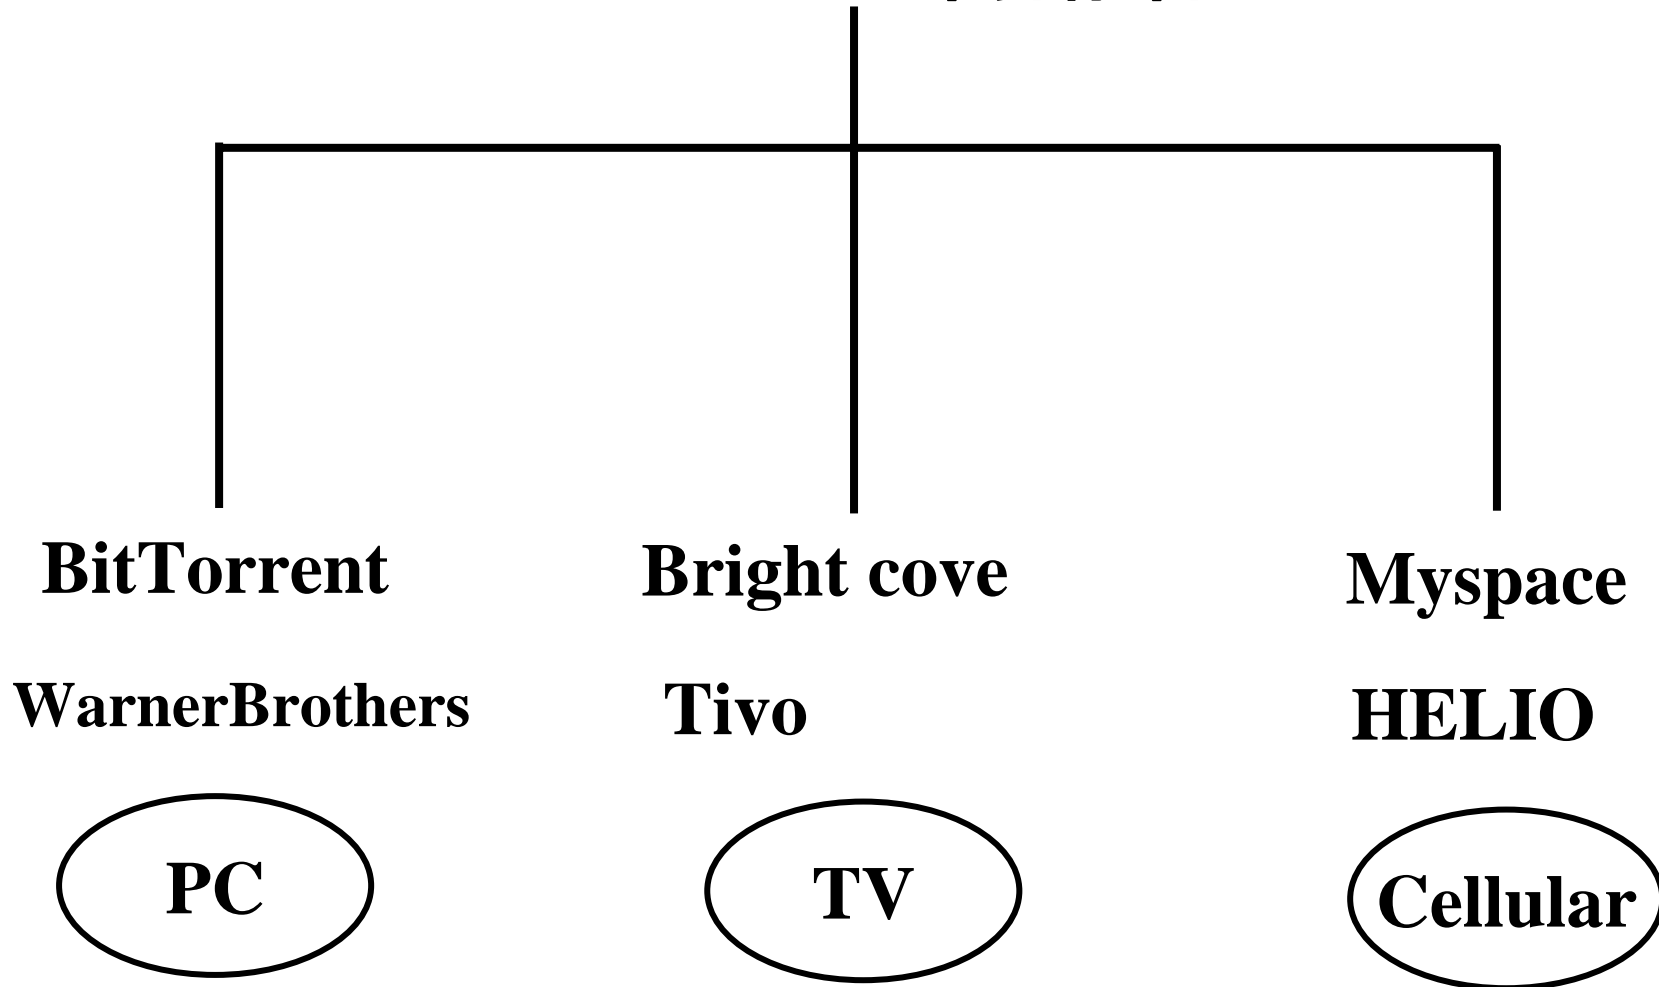 BitTorrent
Bright cove
Myspace
WarnerBrothers
Tivo
HELIO
PC
TV
Cellular